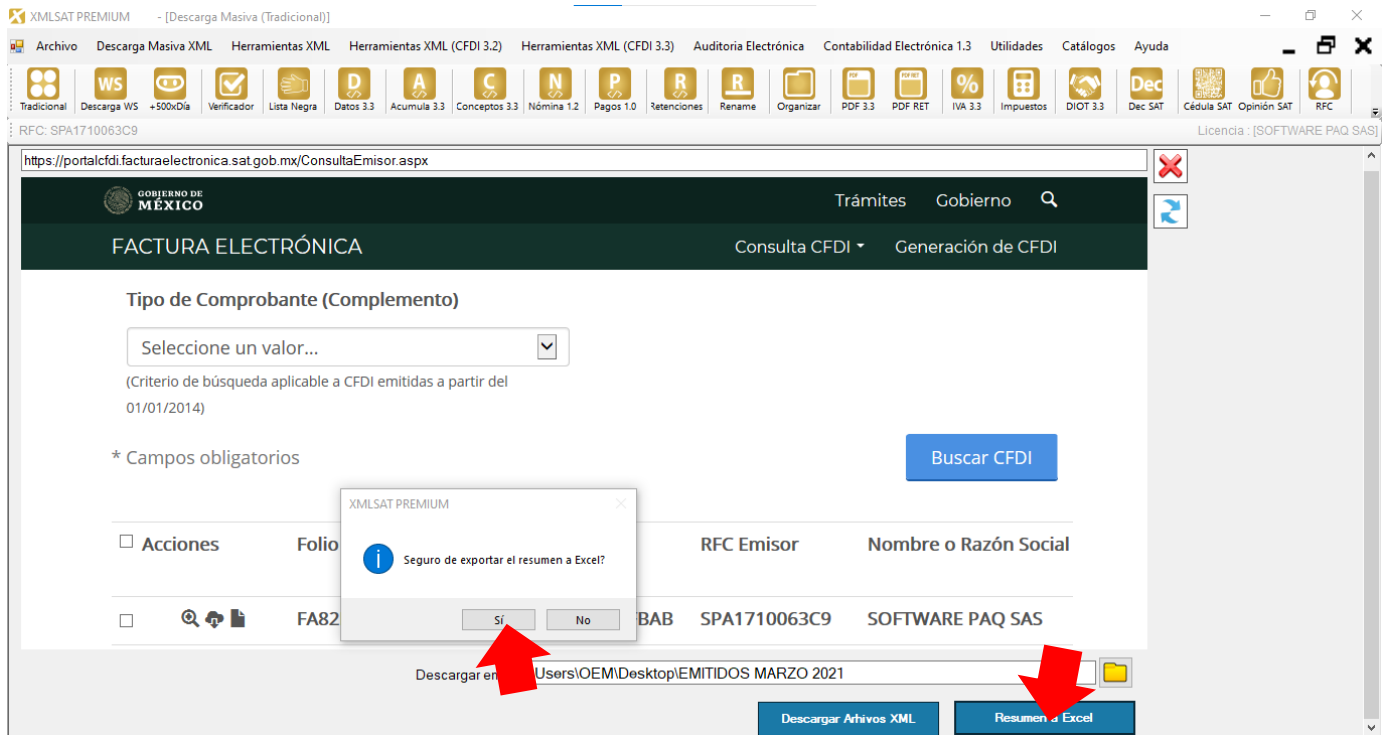 XMLSAT PREMIUM - [Descarga Masiva (Tradicional)]
Archivo Descarga Masiva XML Herramientas XML Herramientas XML (CFDI 3.2) Herramientas XML (CFDI 3.3) Auditoria Electrónica Contabilidad Electrónica 1.3 Utilidades Catálogos Ayuda
WS D A C N P R R PDF PDF RET % Dec
Tradicional Descarga WS +500xDía Verificador Lista Negra Datos 3.3 Acumula 3.3 Conceptos 3.3 Nómina 1.2 Pagos 1.0 Retenciones Rename Organizar PDF 3.3 PDF RET IVA 3.3 Impuestos DIOT 3.3 Dec SAT Cédula SAT Opinión SAT RFC
RFC: SPA1710063C9 Licencia : [SOFTWARE PAQ SAS]
https://portalcfdi.facturaelectronica.sat.gob.mx/ConsultaEmisor.aspx
GOBIERNO DE
MÉXICO
Trámites Gobierno
FACTURA ELECTRÓNICA Consulta CFDI Generación de CFDI
Tipo de Comprobante (Complemento)
Seleccione un valor...
(Criterio de búsqueda aplicable a CFDI emitidas a partir del
01/01/2014)
* Campos obligatorios Buscar CFDI
XMLSAT PREMIUM
Seguro de exportar el resumen a Excel?
Sí No
Acciones Folio RFC Emisor Nombre o Razón Social
FA82 BAB SPA1710063C9 SOFTWARE PAQ SAS
Descargar en Users\OEM\Desktop\EMITIDOS MARZO 2021
Descargar Arhivos XML Resumen a Excel